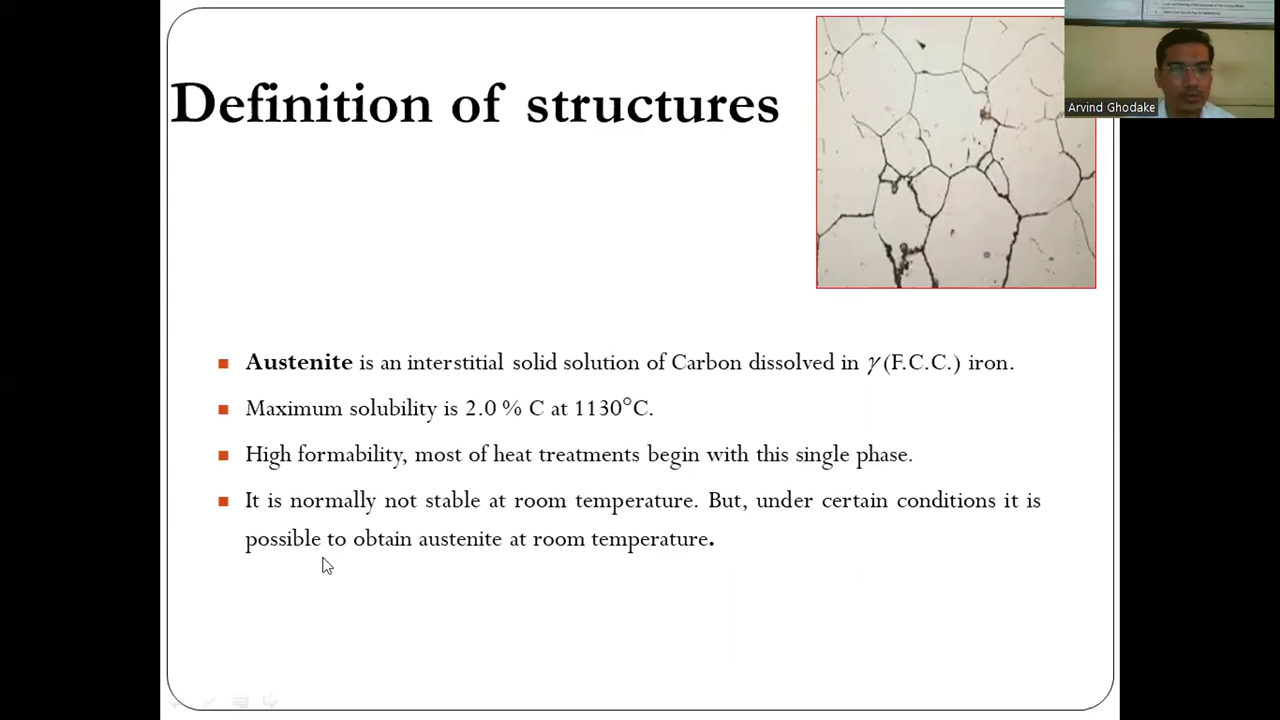 Definition of structures
Arvind Ghodake
Austenite is an interstitial solid solution of Carbon dissolved in γ (F.C.C.) iron.
Maximum solubility is 2.0 % C at 1130°C.
High formability, most of heat treatments begin with this single phase.
It is normally not stable at room temperature. But, under certain conditions it is
possible to obtain austenite at room temperature.